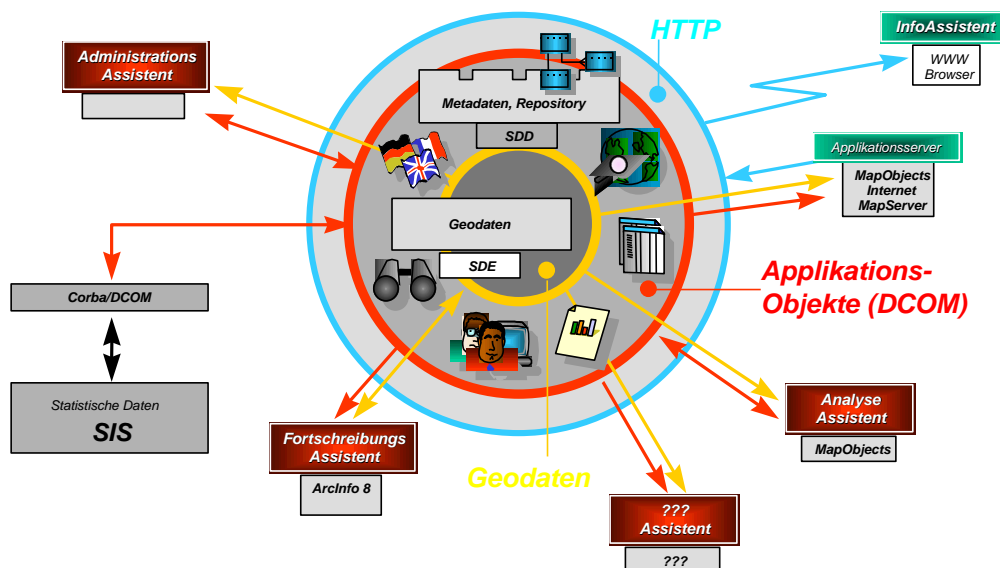 HTTP
InfoAssistent
WWW
Browser
Administrations
Assistent
Metadaten, Repository
SDD
Applikationsserver
MapObjects
Internet
MapServer
Geodaten
SDE
Applikations-
Objekte (DCOM)
Corba/DCOM
Statistische Daten
SIS
Fortschreibungs
Assistent
ArcInfo 8
Geodaten
Analyse
Assistent
MapObjects
???
Assistent
???